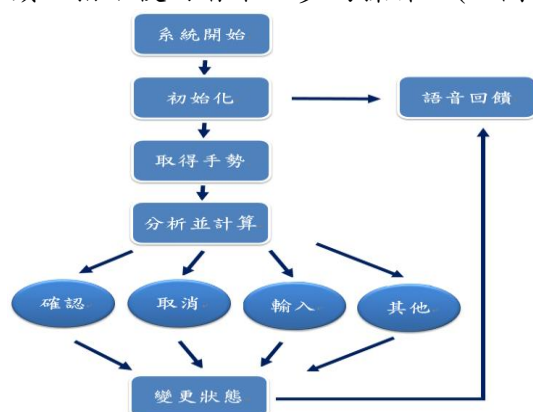 系統開始
初始化
語音回饋
取得手勢
分析並計算
確認
取消
輸入
其他
變更狀態